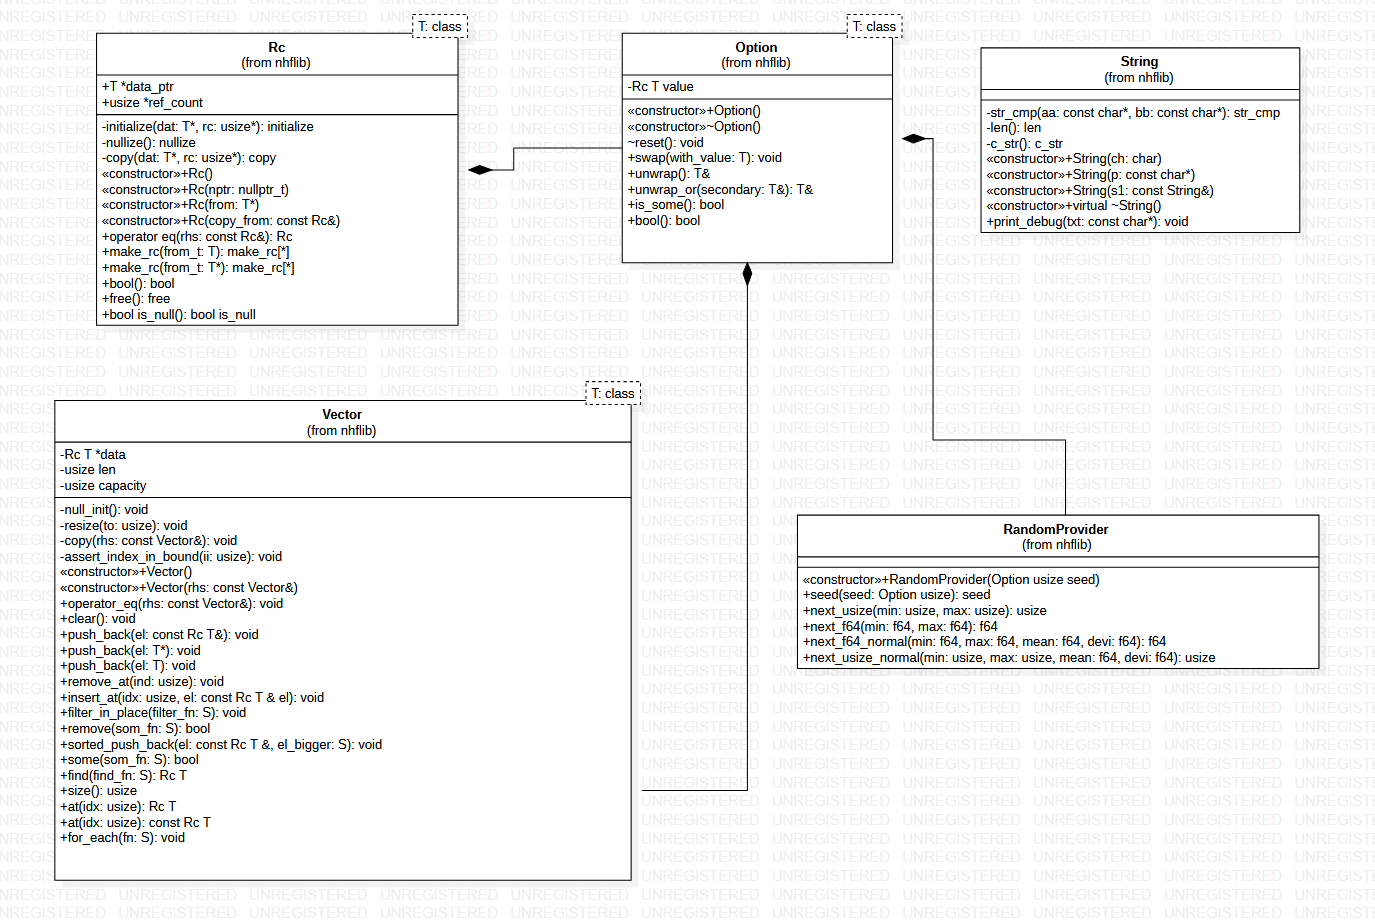 T: class
Rc
(from nhflib)
+T *data_ptr
+usize *ref_count
-initialize(dat: T*, rc: usize*): initialize
-nullize(): nullize
-copy(dat: T*, rc: usize*): copy
«constructor»+Rc()
«constructor»+Rc(nptr: nullptr_t)
«constructor»+Rc(from: T*)
«constructor»+Rc(copy_from: const Rc&)
+operator eq(rhs: const Rc&): Rc
+make_rc(from_t: T): make_rc[*]
+make_rc(from_t: T*): make_rc[*]
+bool(): bool
+free(): free
+bool is_null(): bool is_null
T: class
Option
(from nhflib)
-Rc T value
«constructor»+Option()
«constructor»~Option()
~reset(): void
+swap(with_value: T): void
+unwrap(): T&
+unwrap_or(secondary: T&): T&
+is_some(): bool
+bool(): bool
String
(from nhflib)
-str_cmp(aa: const char*, bb: const char*): str_cmp
-len(): len
-c_str(): c_str
«constructor»+String(ch: char)
«constructor»+String(p: const char*)
«constructor»+String(s1: const String&)
«constructor»+virtual ~String()
+print_debug(txt: const char*): void
T: class
Vector
(from nhflib)
-Rc T *data
-usize len
-usize capacity
-null_init(): void
-resize(to: usize): void
-copy(rhs: const Vector&): void
-assert_index_in_bound(ii: usize): void
«constructor»+Vector()
«constructor»+Vector(rhs: const Vector&)
+operator_eq(rhs: const Vector&): void
+clear(): void
+push_back(el: const Rc T&): void
+push_back(el: T*): void
+push_back(el: T): void
+remove_at(ind: usize): void
+insert_at(idx: usize, el: const Rc T & el): void
+filter_in_place(filter_fn: S): void
+remove(som_fn: S): bool
+sorted_push_back(el: const Rc T &, el_bigger: S): void
+some(som_fn: S): bool
+find(find_fn: S): Rc T
+size(): usize
+at(idx: usize): Rc T
+at(idx: usize): const Rc T
+for_each(fn: S): void
RandomProvider
(from nhflib)
«constructor»+RandomProvider(Option usize seed)
+seed(seed: Option usize): seed
+next_usize(min: usize, max: usize): usize
+next_f64(min: f64, max: f64): f64
+next_f64_normal(min: f64, max: f64, mean: f64, devi: f64): f64
+next_usize_normal(min: usize, max: usize, mean: f64, devi: f64): usize
UNREGISTERED